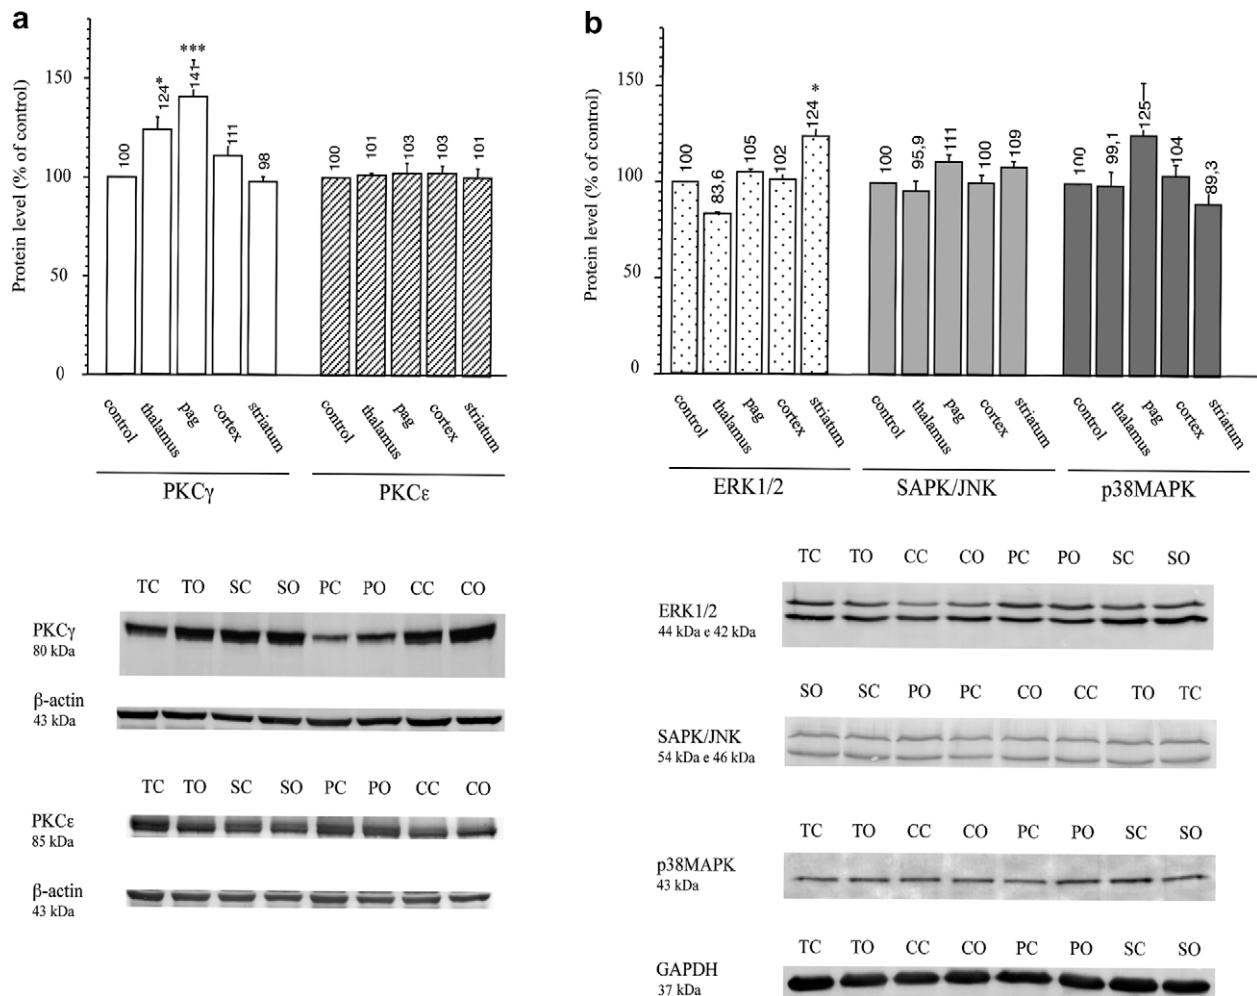 a
Protein level (% of control)
150
100
50
0
100
124*
***
141
111
98
100
101
103
103
101
control
thalamus
pag
cortex
striatum
control
thalamus
pag
cortex
striatum
PKCγ
PKCε
TC TO SC SO PC PO CC CO
PKCγ
80 kDa
β-actin
43 kDa
TC TO SC SO PC PO CC CO
PKCε
85 kDa
β-actin
43 kDa
b
Protein level (% of control)
150
100
50
0
100
83,6
105
102
124 *
100
95,9
111
100
109
100
99,1
125
104
89,3
control
thalamus
pag
cortex
striatum
control
thalamus
pag
cortex
striatum
control
thalamus
pag
cortex
striatum
ERK1/2
SAPK/JNK
p38MAPK
TC TO CC CO PC PO SC SO
ERK1/2
44 kDa e 42 kDa
SO SC PO PC CO CC TO TC
SAPK/JNK
54 kDa e 46 kDa
TC TO CC CO PC PO SC SO
p38MAPK
43 kDa
TC TO CC CO PC PO SC SO
GAPDH
37 kDa